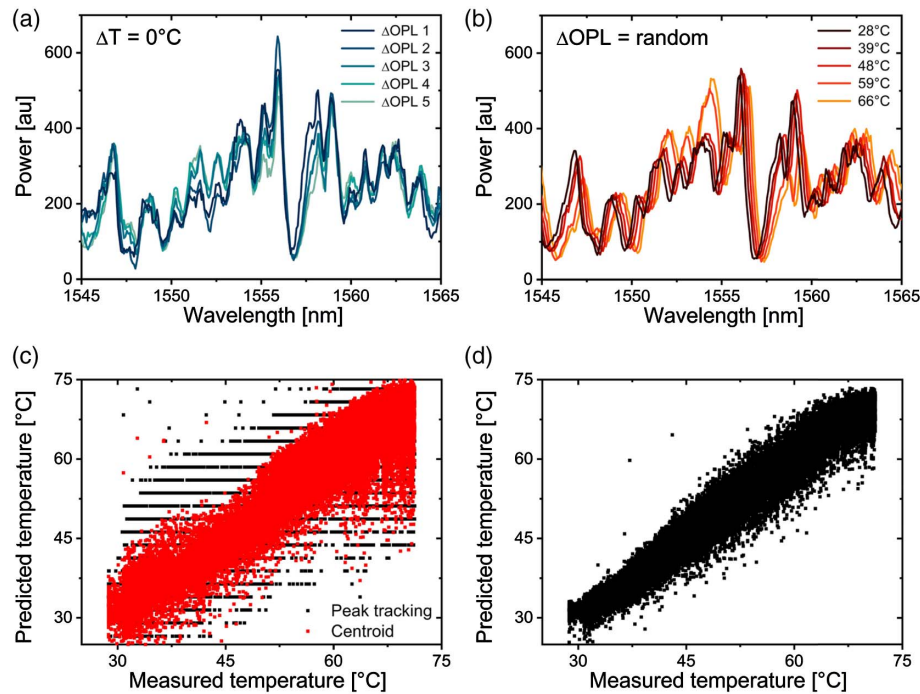 (a)
ΔT = 0°C
ΔOPL 1
ΔOPL 2
ΔOPL 3
ΔOPL 4
ΔOPL 5
600
400
200
0
Power [au]
1545 1550 1555 1560 1565
Wavelength [nm]
(b)
ΔOPL = random
28°C
39°C
48°C
59°C
66°C
600
400
200
0
Power [au]
1545 1550 1555 1560 1565
Wavelength [nm]
(c)
75
60
45
30
Predicted temperature [°C]
Peak tracking
Centroid
30 45 60 75
Measured temperature [°C]
(d)
75
60
45
30
Predicted temperature [°C]
30 45 60 75
Measured temperature [°C]